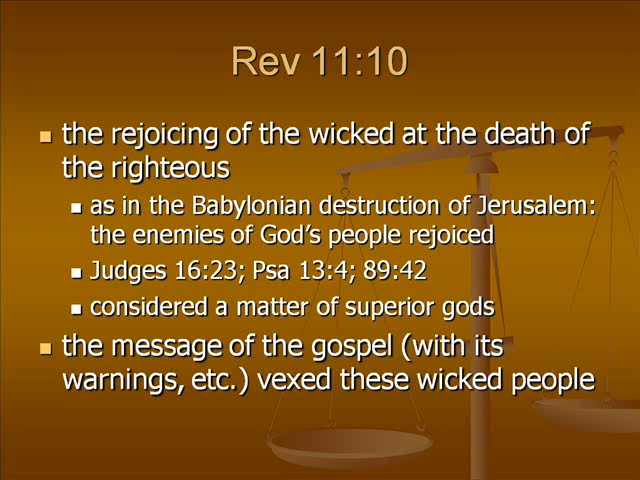 Rev 11:10
the rejoicing of the wicked at the death of
the righteous
as in the Babylonian destruction of Jerusalem:
the enemies of God's people rejoiced
Judges 16:23; Psa 13:4; 89:42
considered a matter of superior gods
the message of the gospel (with its
warnings, etc.) vexed these wicked people